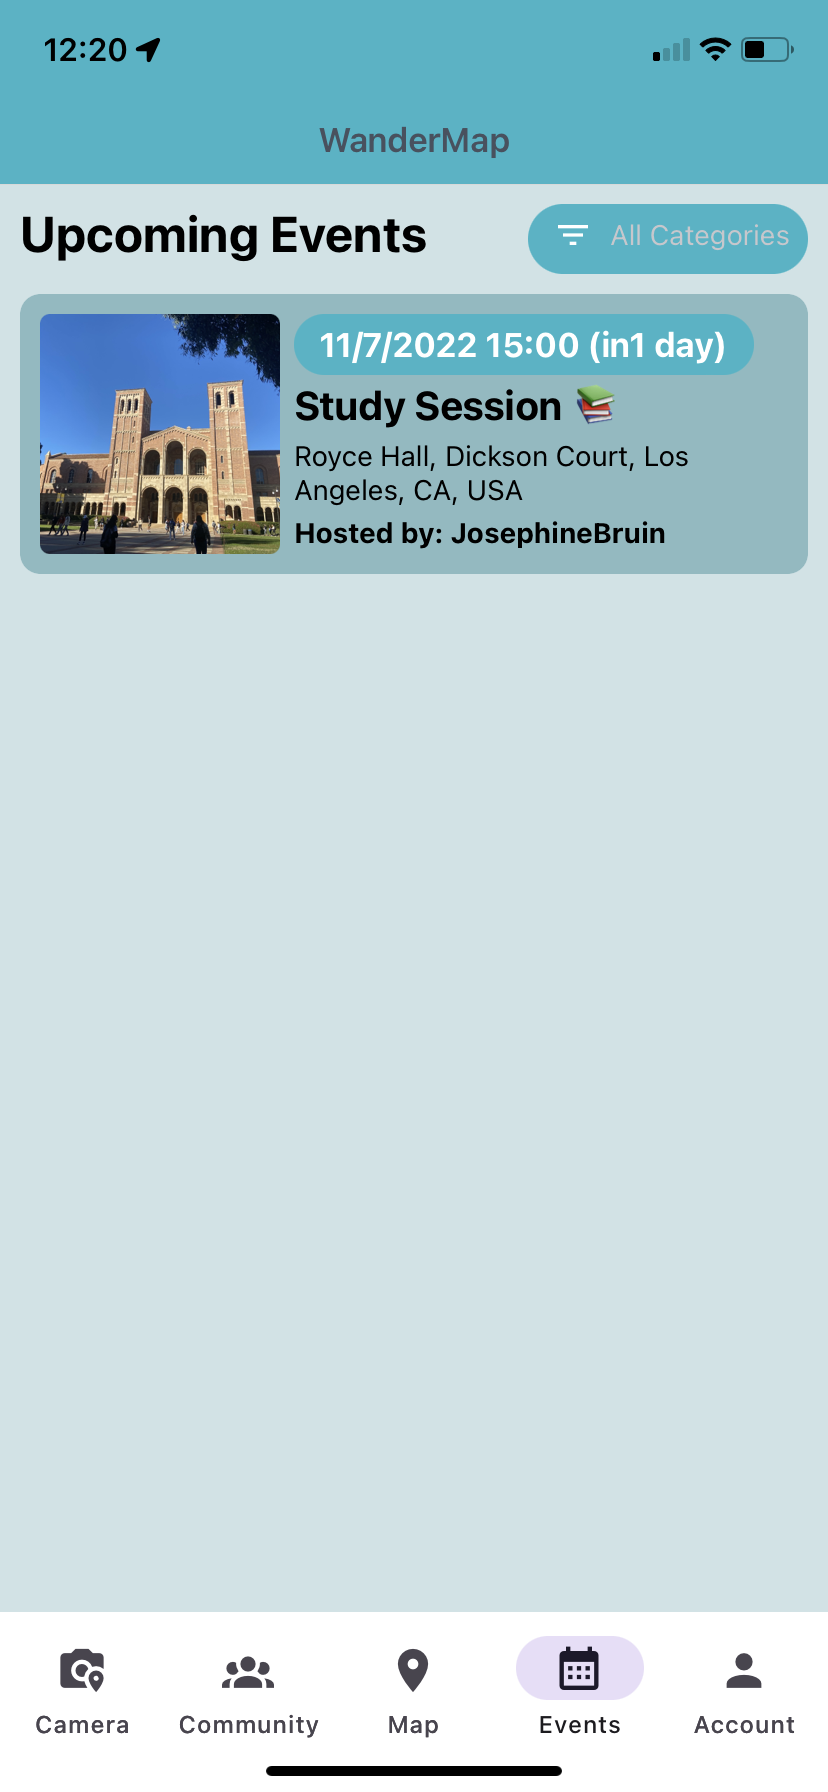 12:20
WanderMap
Upcoming Events
All Categories
11/7/2022 15:00 (in1 day)
Study Session 📚
Royce Hall, Dickson Court, Los
Angeles, CA, USA
Hosted by: JosephineBruin
Camera
Community
Map
Events
Account